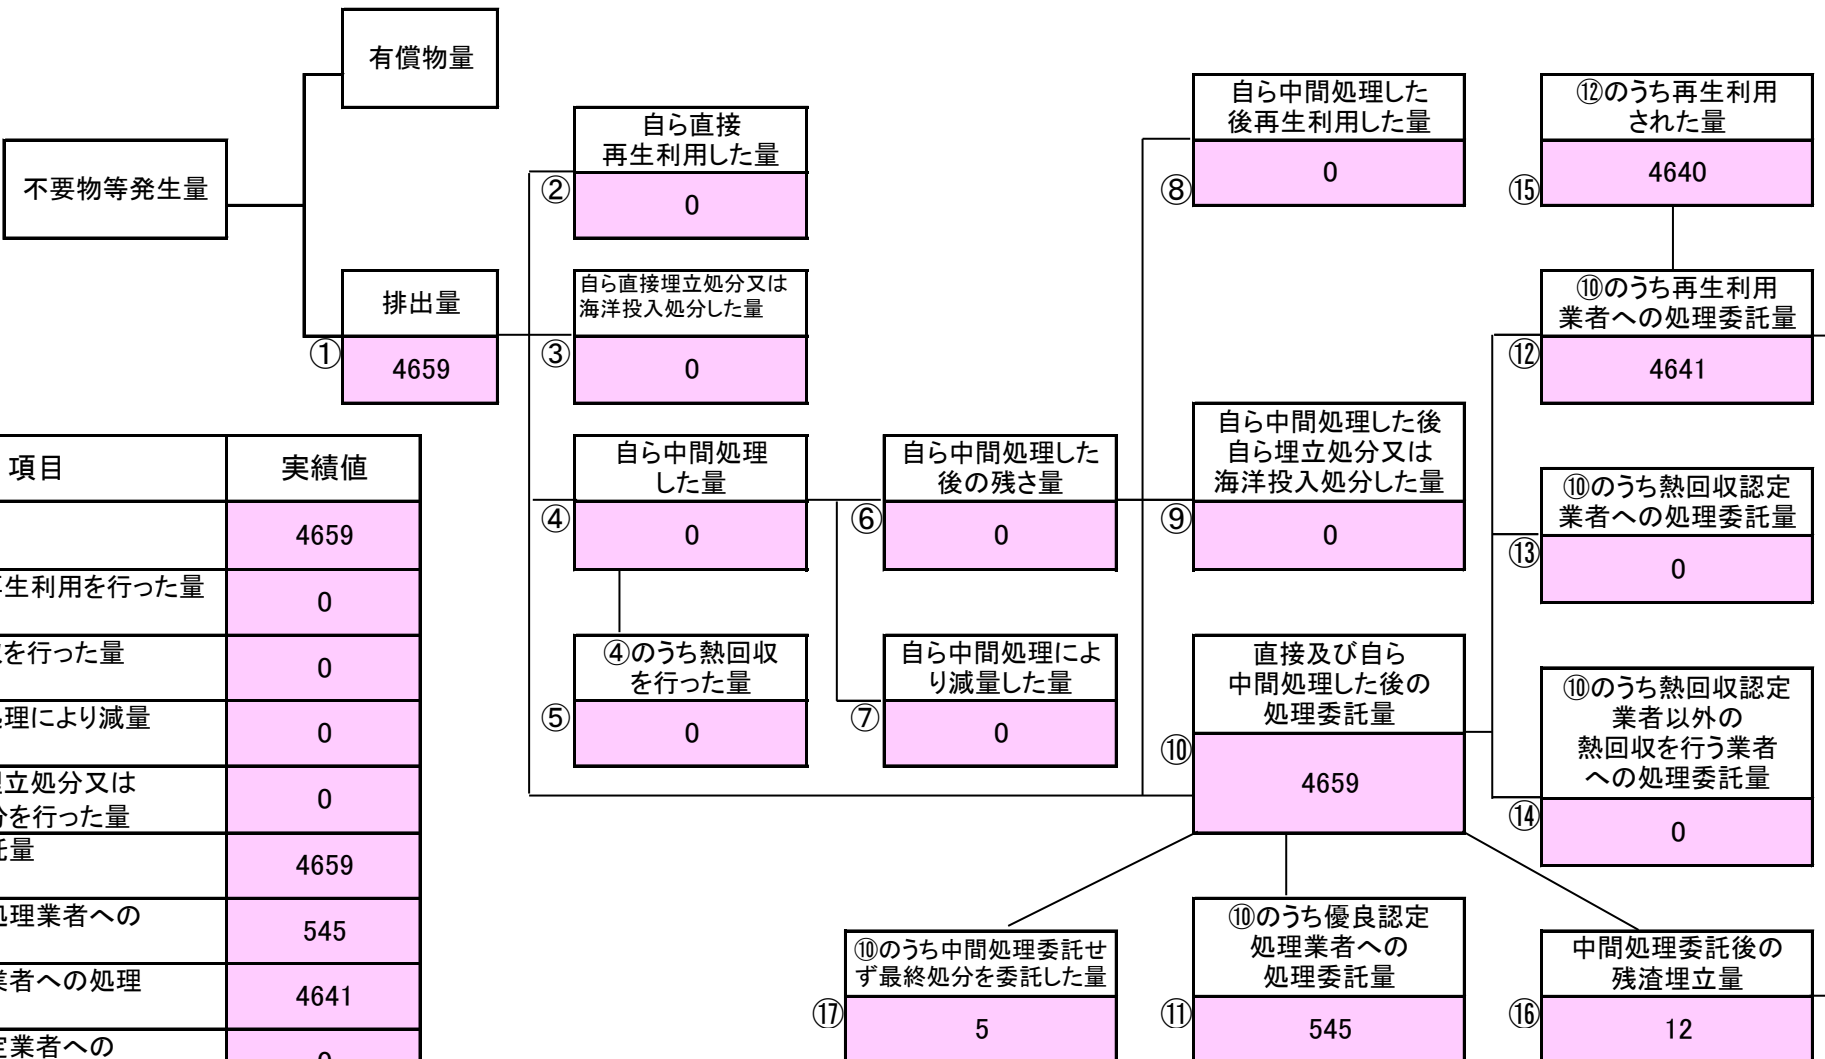 有償物量
不要物等発生量
排出量
①
4659
自ら直接
再生利用した量
②
0
自ら直接埋立処分又は
海洋投入処分した量
③
0
自ら中間処理
した量
④
0
④のうち熱回収
を行った量
⑤
0
自ら中間処理した
後の残さ量
⑥
0
自ら中間処理によ
り減量した量
⑦
0
自ら中間処理した
後再生利用した量
⑧
0
自ら中間処理した後
自ら埋立処分又は
海洋投入処分した量
⑨
0
直接及び自ら
中間処理した後の
処理委託量
⑩
4659
⑫のうち再生利用
された量
⑮
4640
⑩のうち再生利用
業者への処理委託量
⑫
4641
⑩のうち熱回収認定
業者への処理委託量
⑬
0
⑩のうち熱回収認定
業者以外の
熱回収を行う業者
への処理委託量
⑭
0
⑩のうち中間処理委託せ
ず最終処分を委託した量
⑰
5
⑩のうち優良認定
処理業者への
処理委託量
⑪
545
中間処理委託後の
残渣埋立量
⑯
12
項目 実績値
4659
生利用を行った量
0
を行った量
0
理により減量
0
立処分又は
を行った量
0
量
4659
処理業者への
545
業者への処理
4641
業者への
0